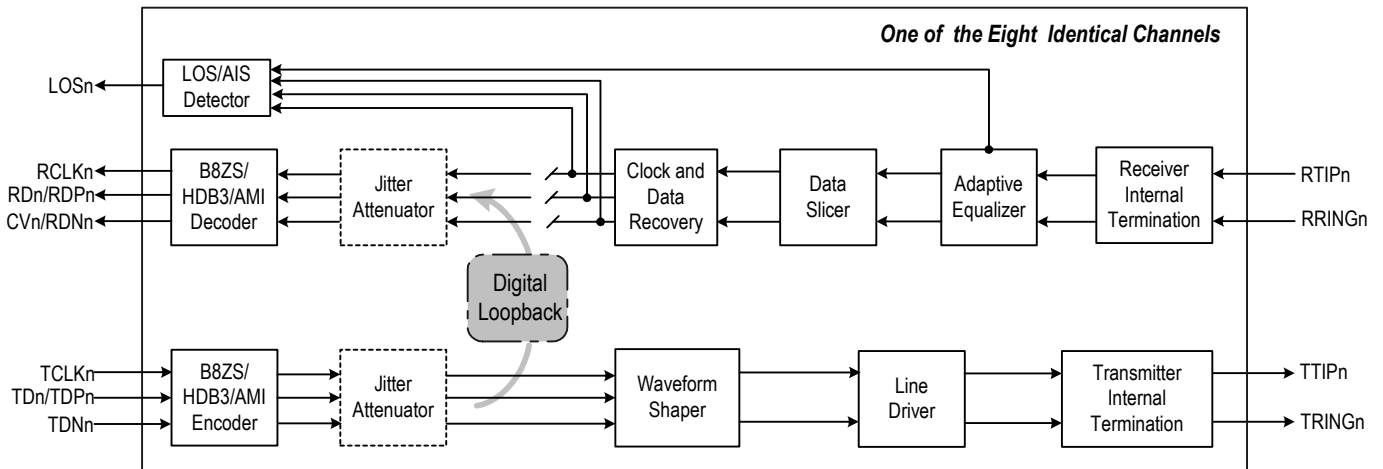 One of the Eight Identical Channels
LOSn
LOS/AIS
Detector
RCLKn
RDn/RDPn
CVn/RDNn
B8ZS/
HDB3/AMI
Decoder
Jitter
Attenuator
Clock and
Data
Recovery
Data
Slicer
Adaptive
Equalizer
Receiver
Internal
Termination
RTIPn
RRINGn
Digital
Loopback
TCLKn
TDn/TDPn
TDNn
B8ZS/
HDB3/AMI
Encoder
Jitter
Attenuator
Waveform
Shaper
Line
Driver
Transmitter
Internal
Termination
TTIPn
TRINGn